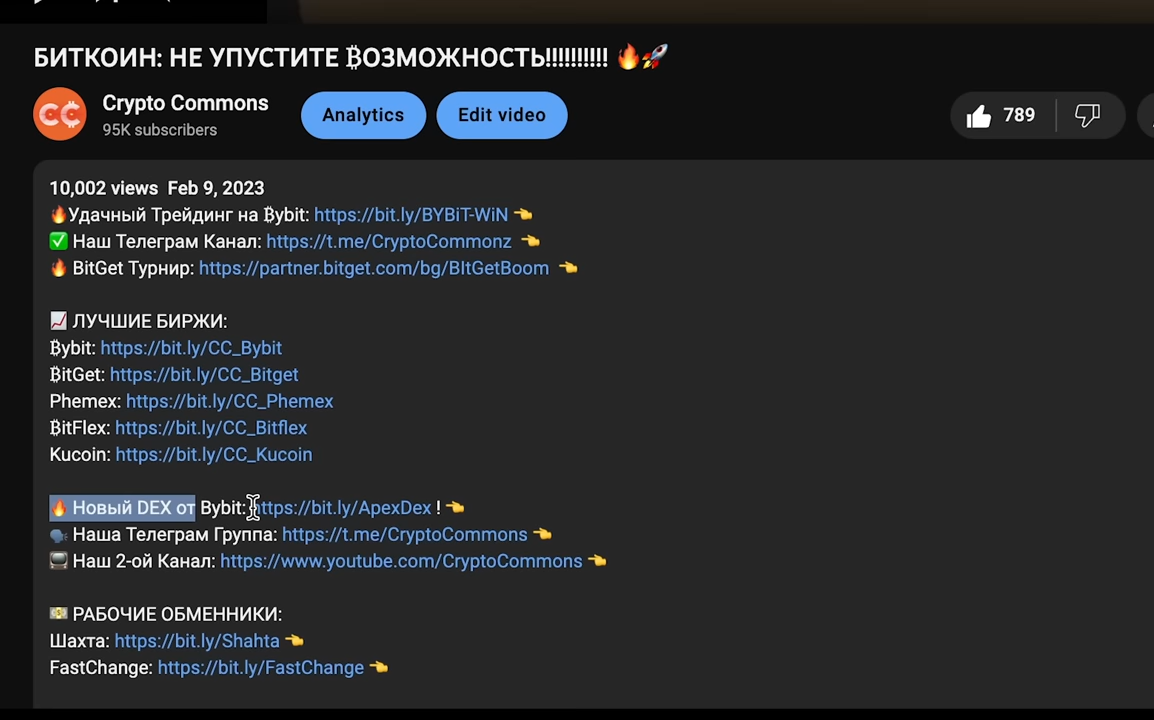 БИТКОИН: НЕ УПУСТИТЕ ₿ОЗМОЖНОСТЬ!!!!!!!!!! 🔥🚀
Crypto Commons
95K subscribers
Analytics
Edit video
789
10,002 views Feb 9, 2023
🔥Удачный Трейдинг на ₿ybit: https://bit.ly/BYBiT-WiN 👈
✅ Наш Телеграм Канал: https://t.me/CryptoCommonz 👈
🔥 BitGet Турнир: https://partner.bitget.com/bg/BItGetBoom 👈
📈 ЛУЧШИЕ БИРЖИ:
₿ybit: https://bit.ly/CC_Bybit
₿itGet: https://bit.ly/CC_Bitget
Phemex: https://bit.ly/CC_Phemex
₿itFlex: https://bit.ly/CC_Bitflex
Kucoin: https://bit.ly/CC_Kucoin
🔥 Новый DEX от Bybit: https://bit.ly/ApexDex ! 👈
🗣 Наша Телеграм Группа: https://t.me/CryptoCommons 👈
📺 Наш 2-ой Канал: https://www.youtube.com/CryptoCommons 👈
💵 РАБОЧИЕ ОБМЕННИКИ:
Шахта: https://bit.ly/Shahta 👈
FastChange: https://bit.ly/FastChange 👈